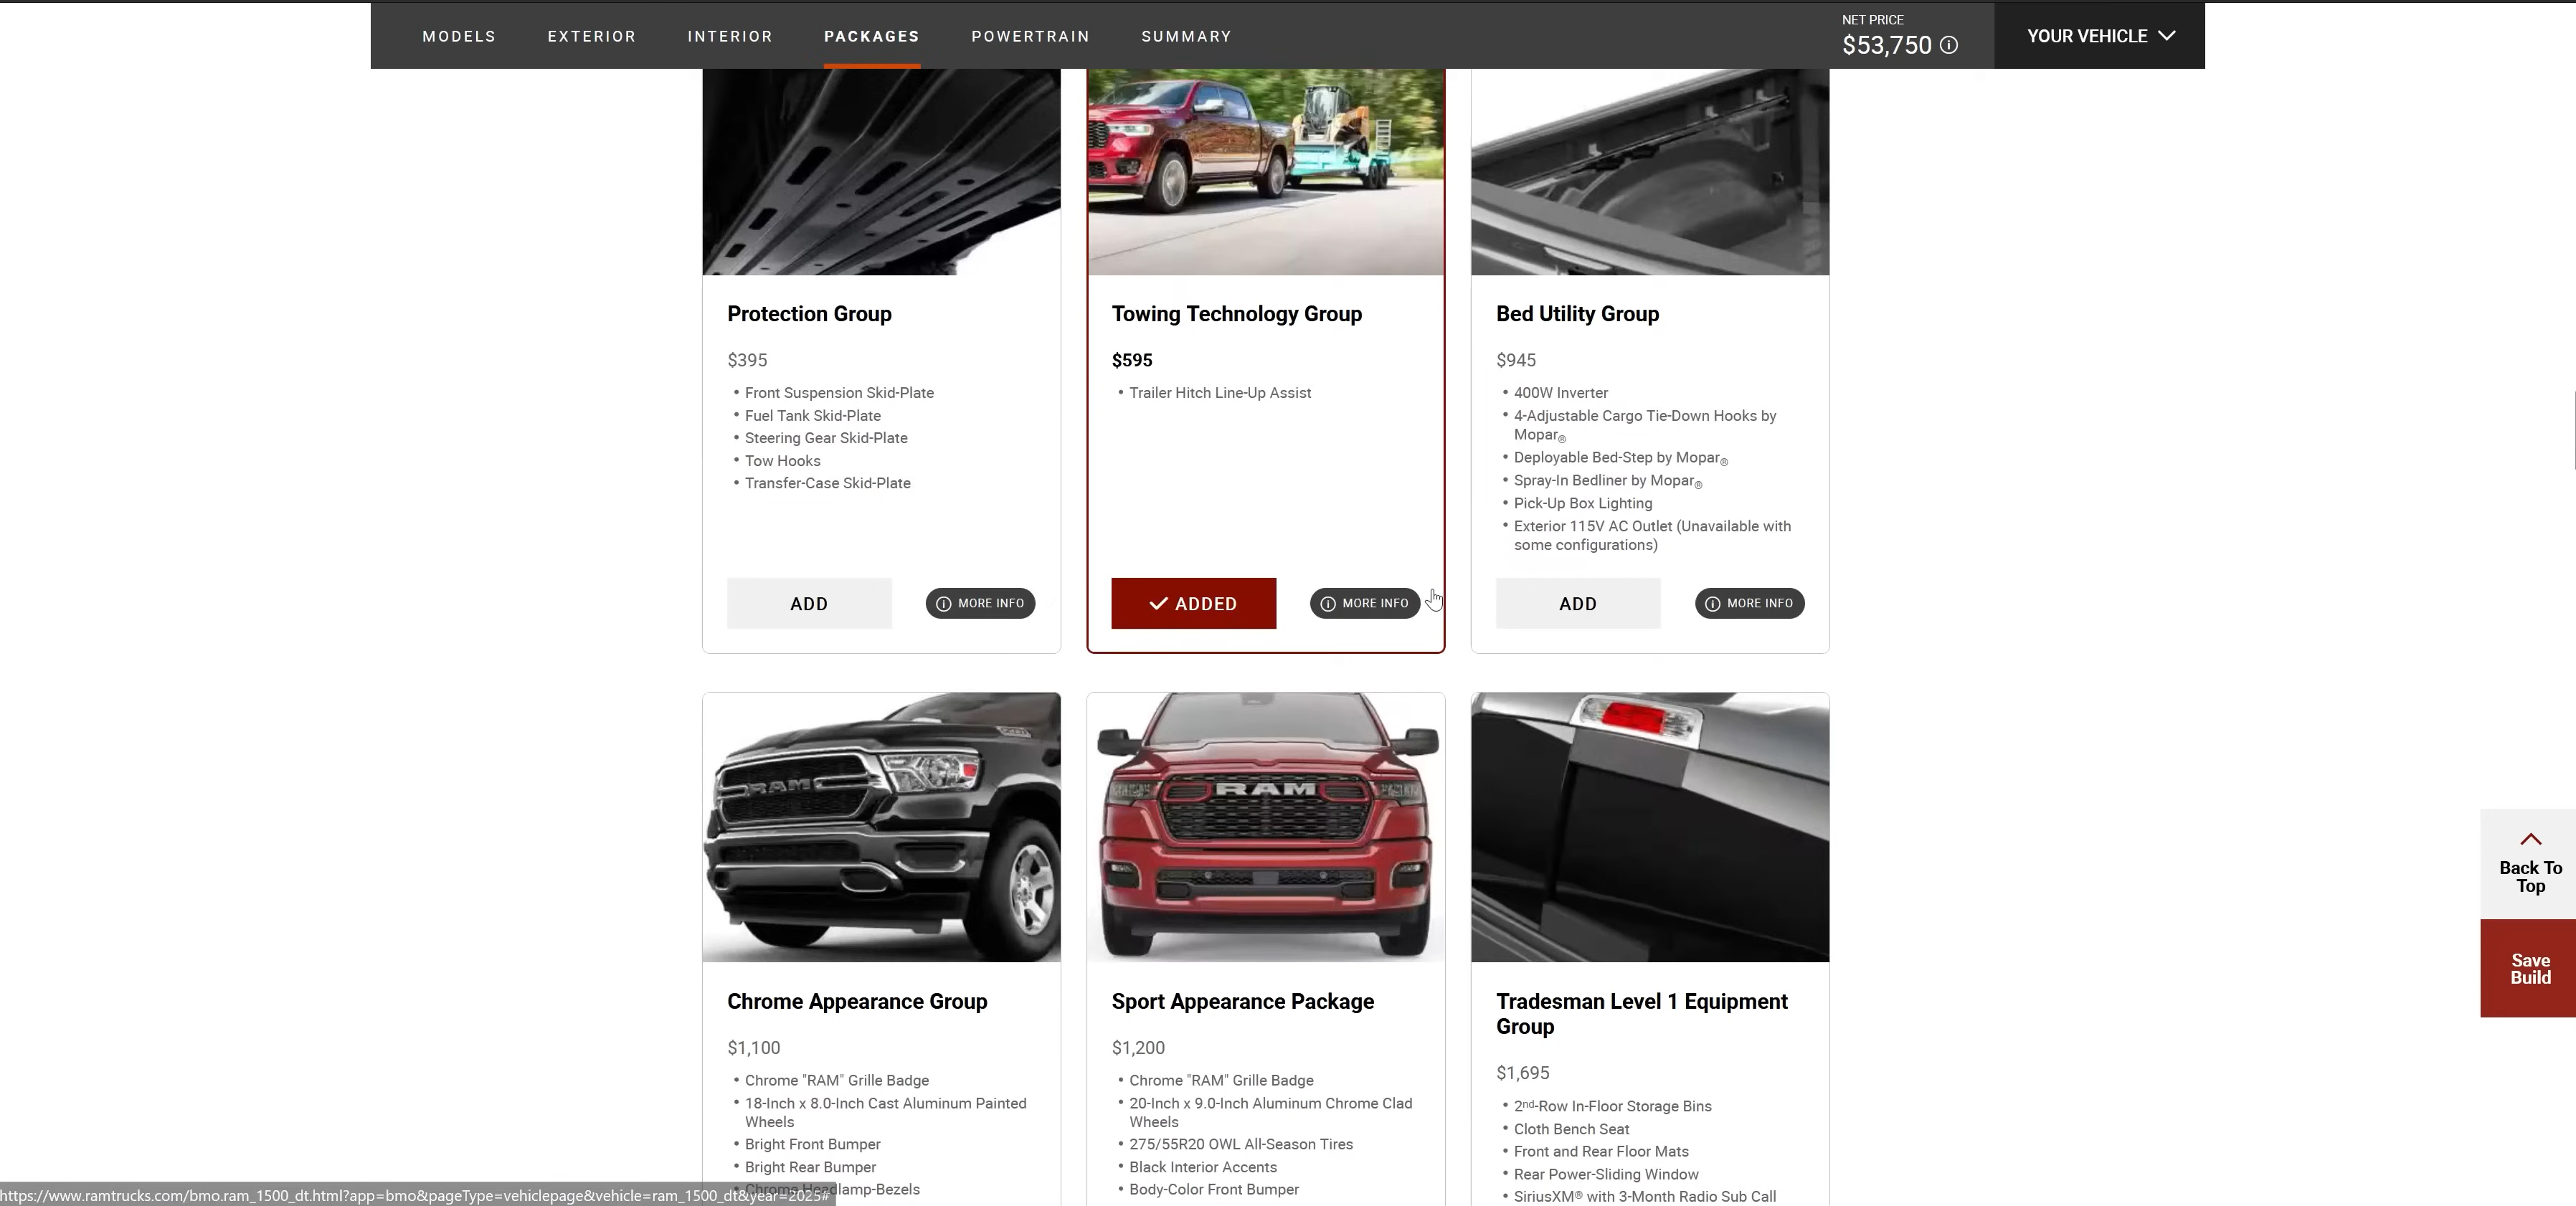 MODELS
EXTERIOR
INTERIOR
PACKAGES
POWERTRAIN
SUMMARY
NET PRICE
$53,750
YOUR VEHICLE
Protection Group
$395
• Front Suspension Skid-Plate
• Fuel Tank Skid-Plate
• Steering Gear Skid-Plate
• Tow Hooks
• Transfer-Case Skid-Plate
ADD
MORE INFO
Towing Technology Group
$595
• Trailer Hitch Line-Up Assist
ADDED
MORE INFO
Bed Utility Group
$945
• 400W Inverter
• 4-Adjustable Cargo Tie-Down Hooks by
Mopar®
• Deployable Bed-Step by Mopar®
• Spray-In Bedliner by Mopar®
• Pick-Up Box Lighting
• Exterior 115V AC Outlet (Unavailable with
some configurations)
ADD
MORE INFO
RAM
Chrome Appearance Group
$1,100
• Chrome "RAM" Grille Badge
• 18-Inch x 8.0-Inch Cast Aluminum Painted
Wheels
• Bright Front Bumper
• Bright Rear Bumper
• Chrome Headlamp-Bezels
RAM
Sport Appearance Package
$1,200
• Chrome "RAM" Grille Badge
• 20-Inch x 9.0-Inch Aluminum Chrome Clad
Wheels
• 275/55R20 OWL All-Season Tires
• Black Interior Accents
• Body-Color Front Bumper
Tradesman Level 1 Equipment
Group
$1,695
• 2nd-Row In-Floor Storage Bins
• Cloth Bench Seat
• Front and Rear Floor Mats
• Rear Power-Sliding Window
• SiriusXM® with 3-Month Radio Sub Call
Back To
Top
Save
Build
https://www.ramtrucks.com/bmo.ram_1500_dt.html?app=bmo&pageType=vehiclepage&vehicle=ram_1500_dt&year=2025#